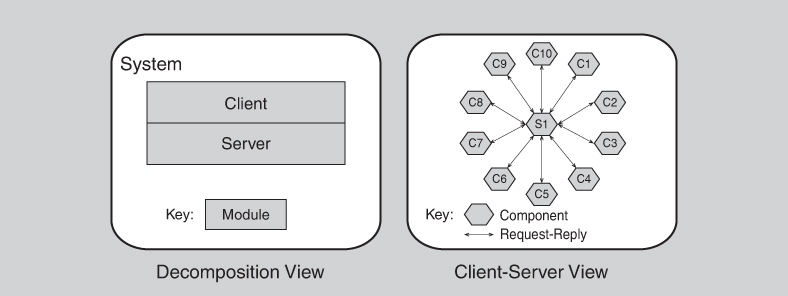 System
Client
Server
Key: Module
Decomposition View
C10
C9 C1
C8 C2
S1
C7 C3
C6 C4
C5
Key: Component
Request-Reply
Client-Server View